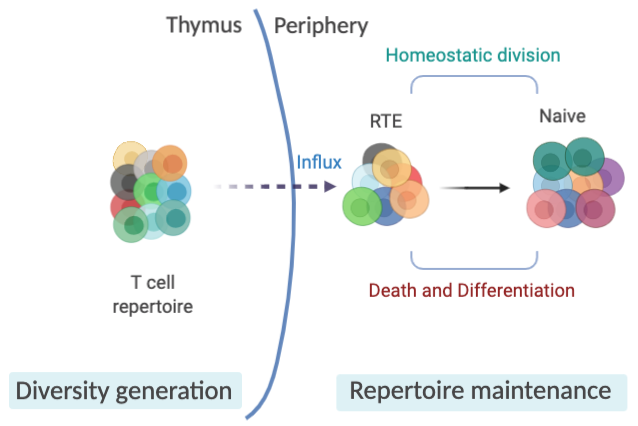 Thymus
Periphery
Homeostatic division
RTE
Naive
Influx
T cell
repertoire
Death and Differentiation
Diversity generation
Repertoire maintenance